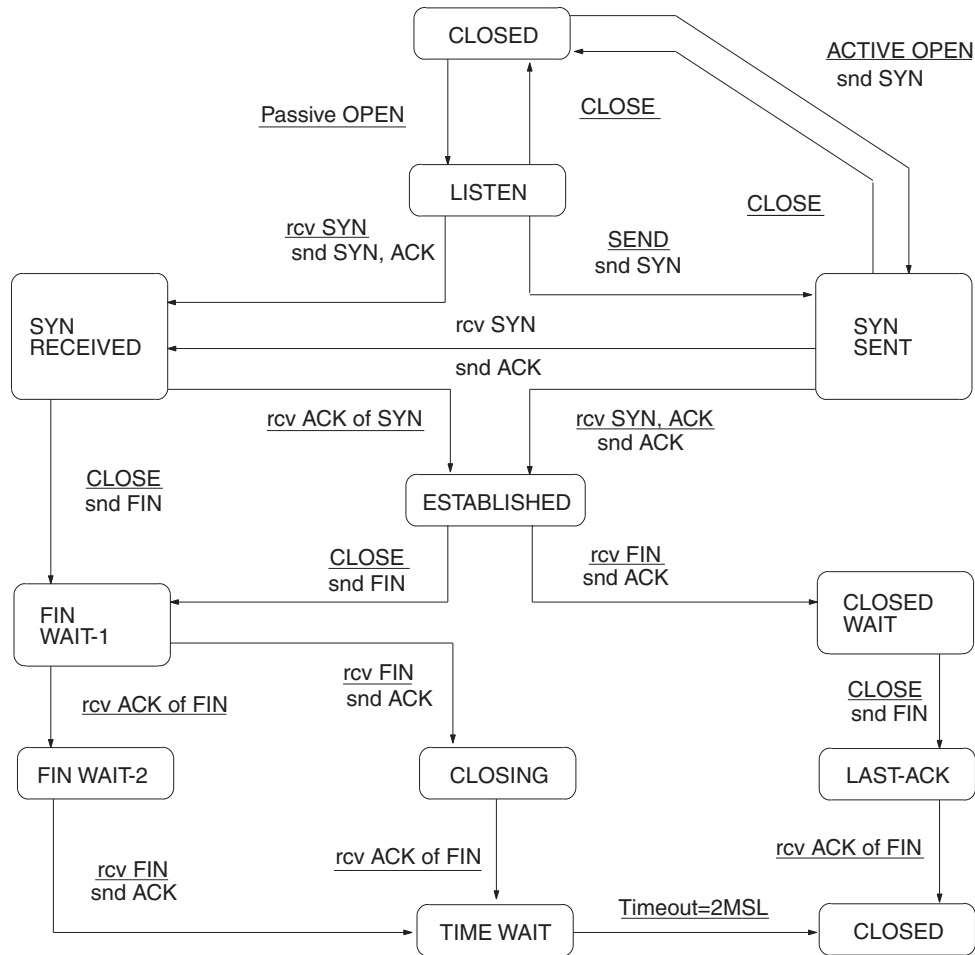 CLOSED
ACTIVE OPEN
snd SYN
Passive OPEN
CLOSE
LISTEN
CLOSE
rcv SYN
snd SYN, ACK
SEND
snd SYN
SYN
RECEIVED
rcv SYN
snd ACK
SYN
SENT
rcv ACK of SYN
rcv SYN, ACK
snd ACK
CLOSE
snd FIN
ESTABLISHED
CLOSE
snd FIN
rcv FIN
snd ACK
FIN
WAIT-1
CLOSED
WAIT
rcv ACK of FIN
rcv FIN
snd ACK
CLOSE
snd FIN
FIN WAIT-2
CLOSING
LAST-ACK
rcv FIN
snd ACK
rcv ACK of FIN
rcv ACK of FIN
TIME WAIT
Timeout=2MSL
CLOSED